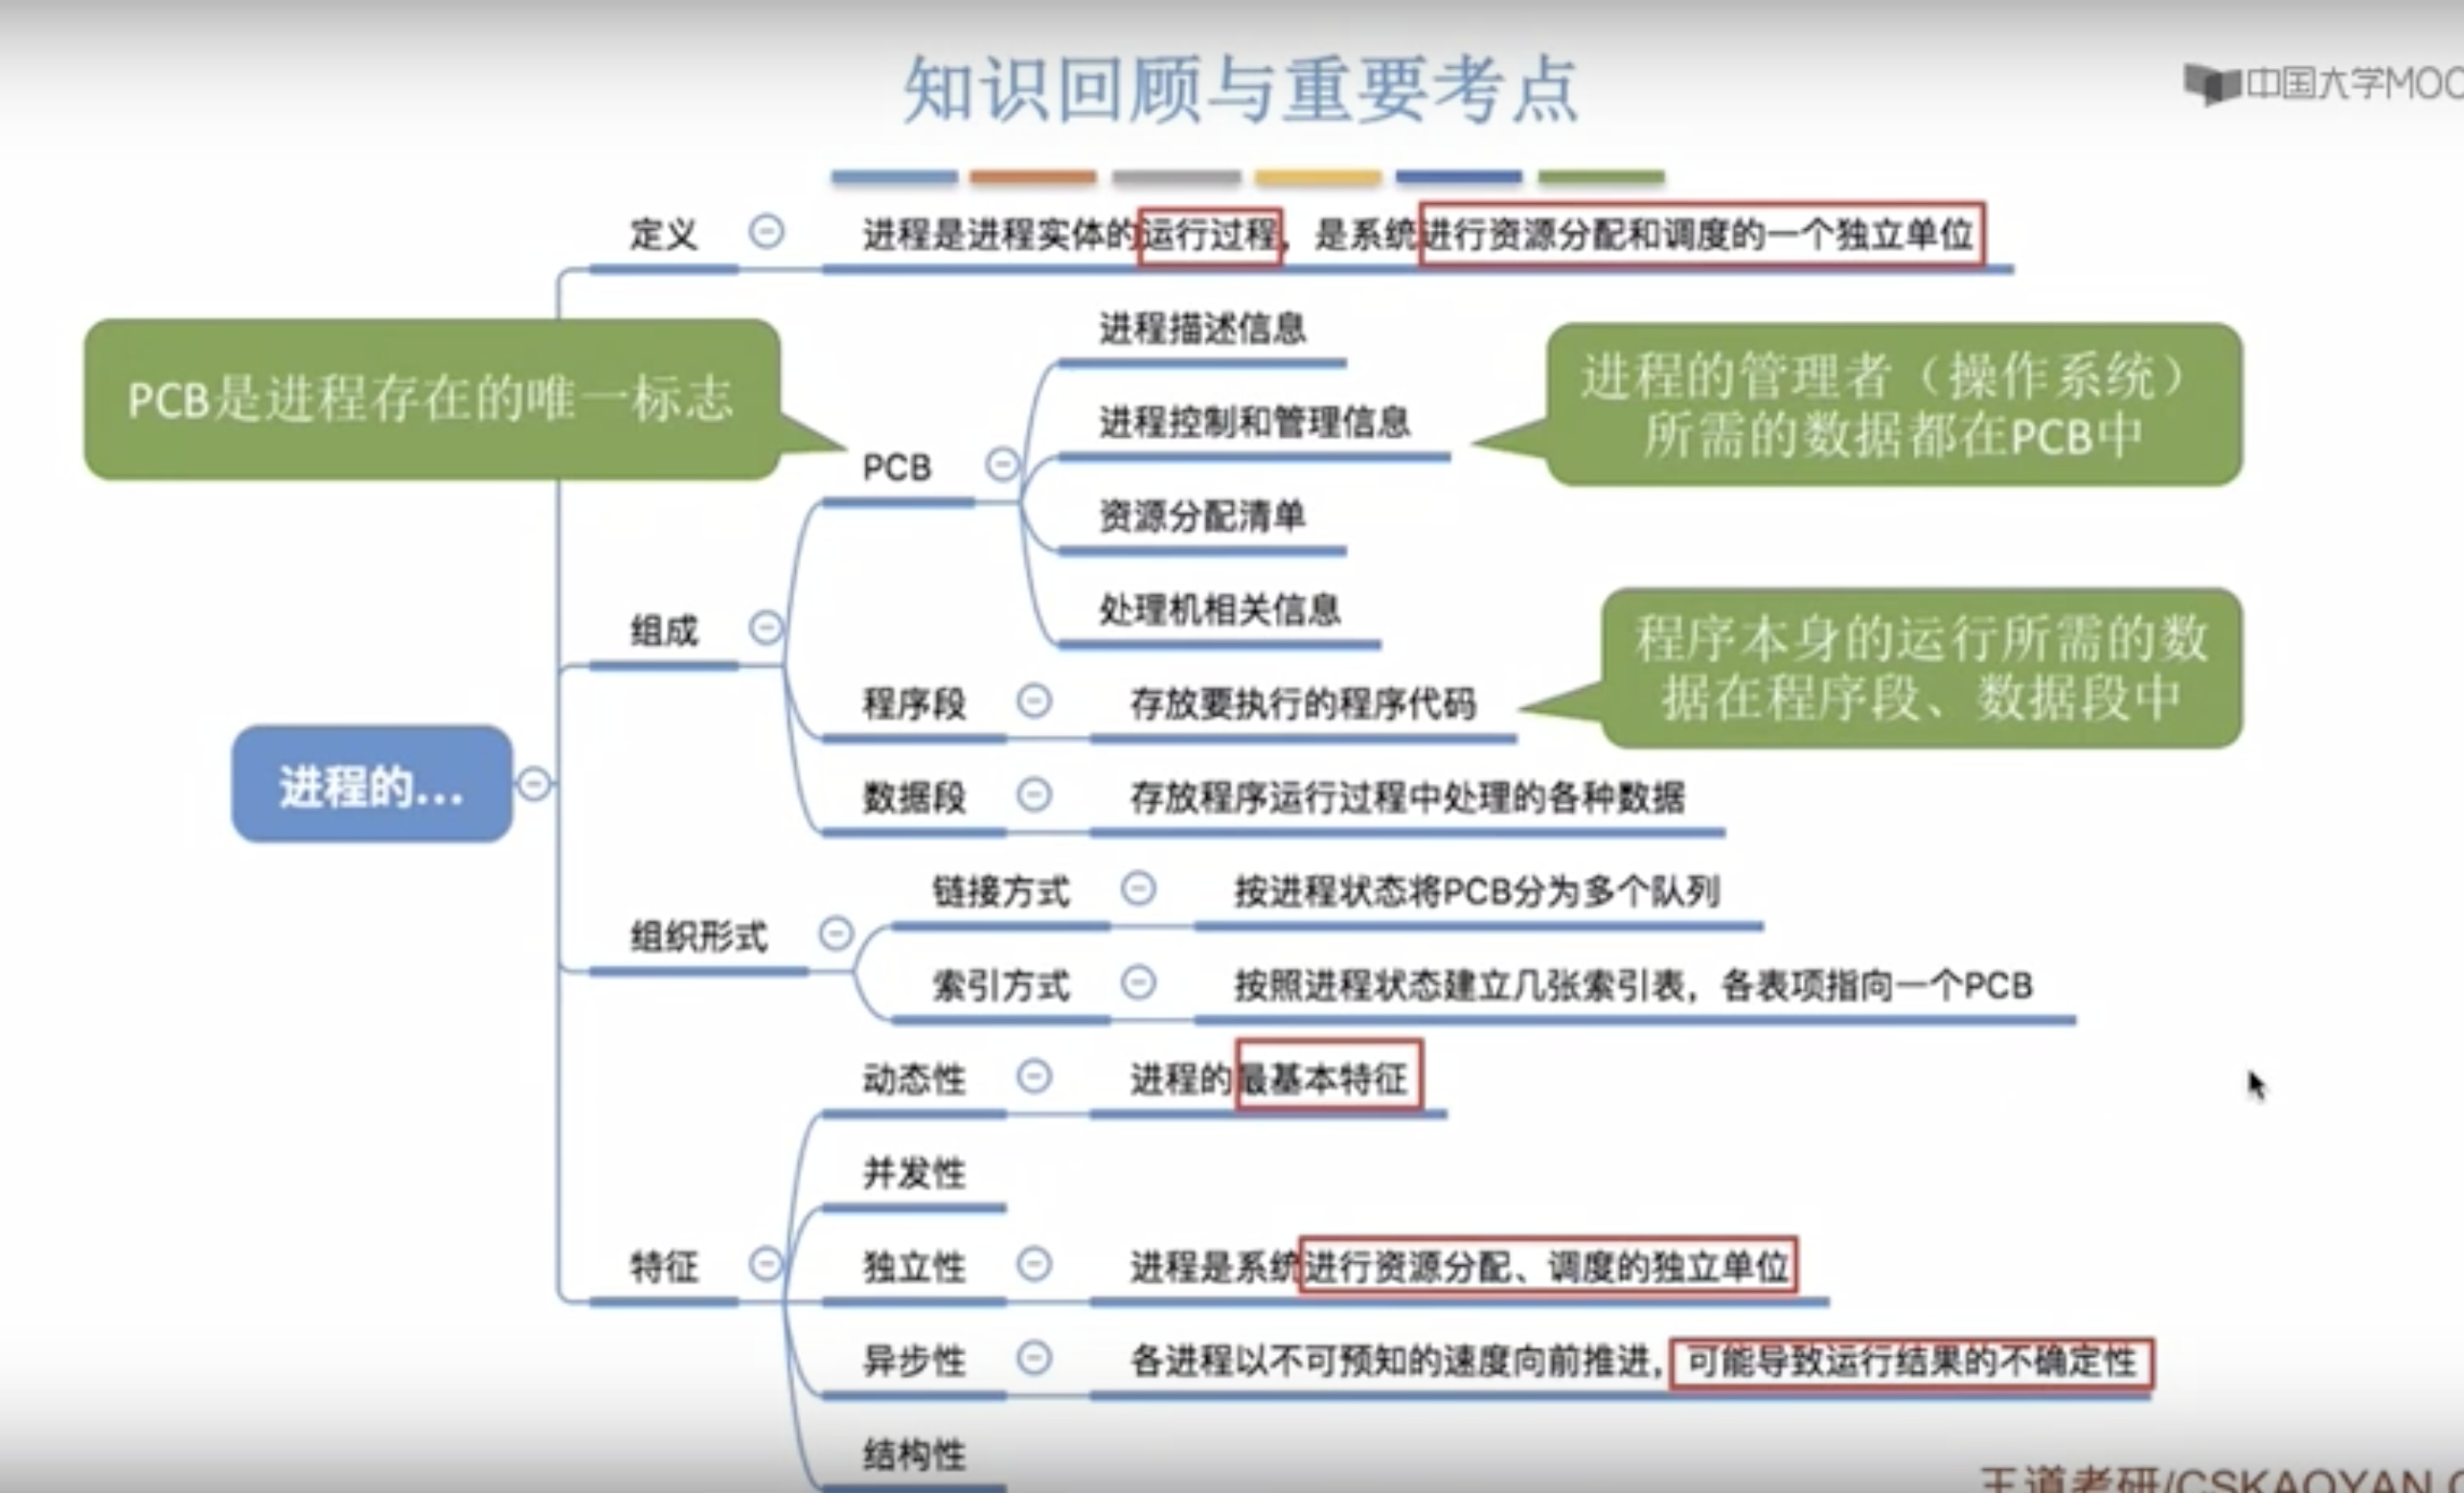 知识回顾与重要考点
中国大学MOO
定义
进程是进程实体的运行过程，是系统进行资源分配和调度的一个独立单位
PCB是进程存在的唯一标志
进程描述信息
进程的管理者（操作系统）
所需的数据都在PCB中
进程控制和管理信息
PCB
资源分配清单
处理机相关信息
组成
程序本身的运行所需的数
据在程序段、数据段中
程序段
存放要执行的程序代码
进程的...
数据段
存放程序运行过程中处理的各种数据
链接方式
按进程状态将PCB分为多个队列
组织形式
索引方式
按照进程状态建立几张索引表，各表项指向一个PCB
动态性
进程的最基本特征
并发性
特征
独立性
进程是系统进行资源分配、调度的独立单位
异步性
各进程以不可预知的速度向前推进，可能导致运行结果的不确定性
结构性
王道考研/CSKAOYAN.C